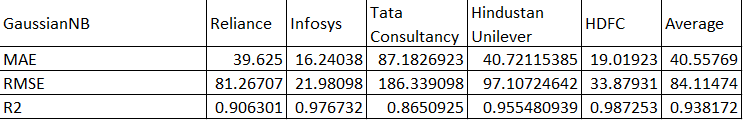 GaussianNB Reliance Infosys Tata Consultancy Hindustan Unilever HDFC Average
MAE 39.625 16.24038 87.1826923 40.72115385 19.01923 40.55769
RMSE 81.26707 21.98098 186.339098 97.10724642 33.87931 84.11474
R2 0.906301 0.976732 0.8650925 0.955480939 0.987253 0.938172